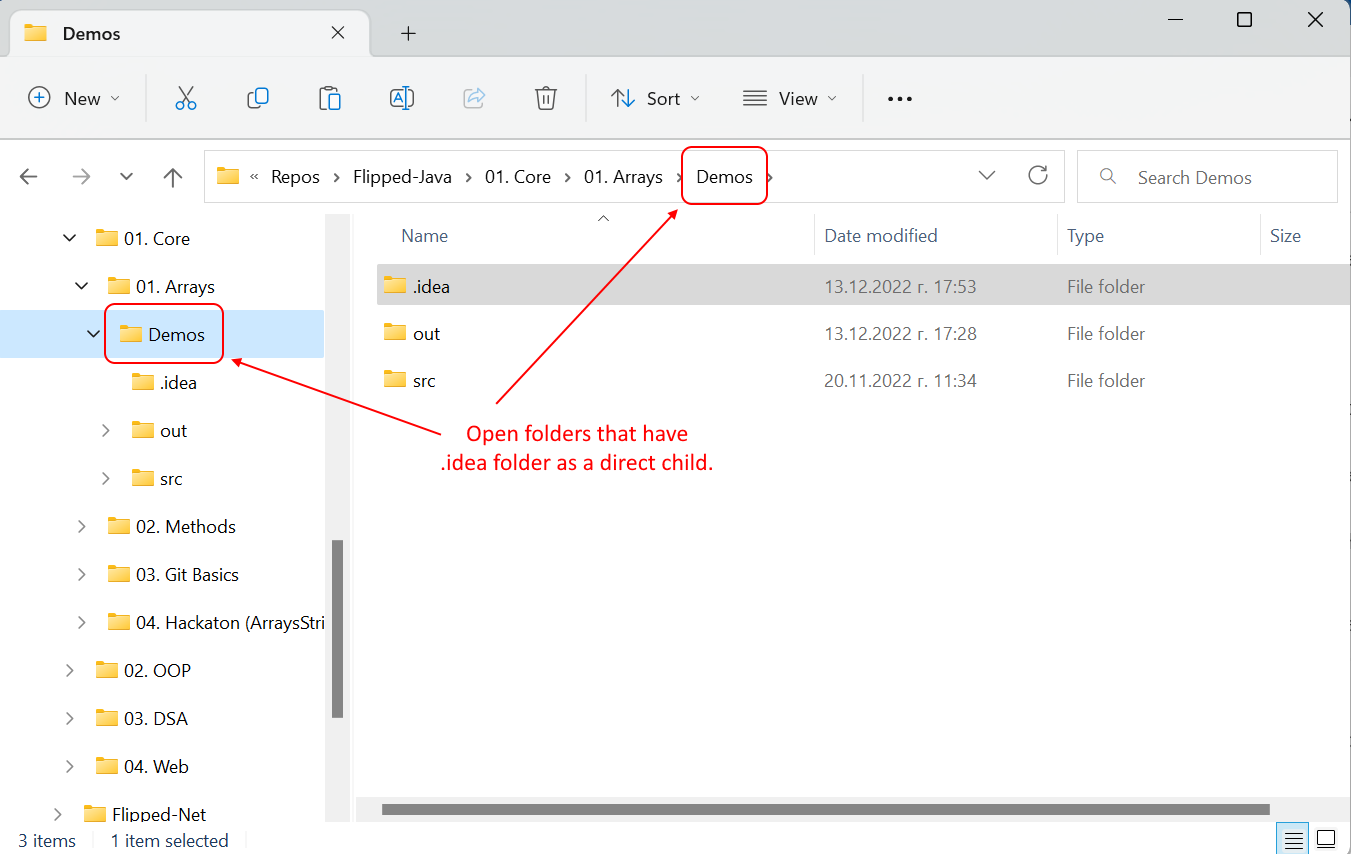 Demos
New
Sort
View
« Repos > Flipped-Java > 01. Core > 01. Arrays > Demos >
Search Demos
01. Core
01. Arrays
Demos
.idea
out
src
02. Methods
03. Git Basics
04. Hackaton (ArraysStri
02. OOP
03. DSA
04. Web
Flipped-Net
Name Date modified Type Size
.idea 13.12.2022 г. 17:53 File folder
out 13.12.2022 г. 17:28 File folder
src 20.11.2022 г. 11:34 File folder
Open folders that have
.idea folder as a direct child.
3 items 1 item selected